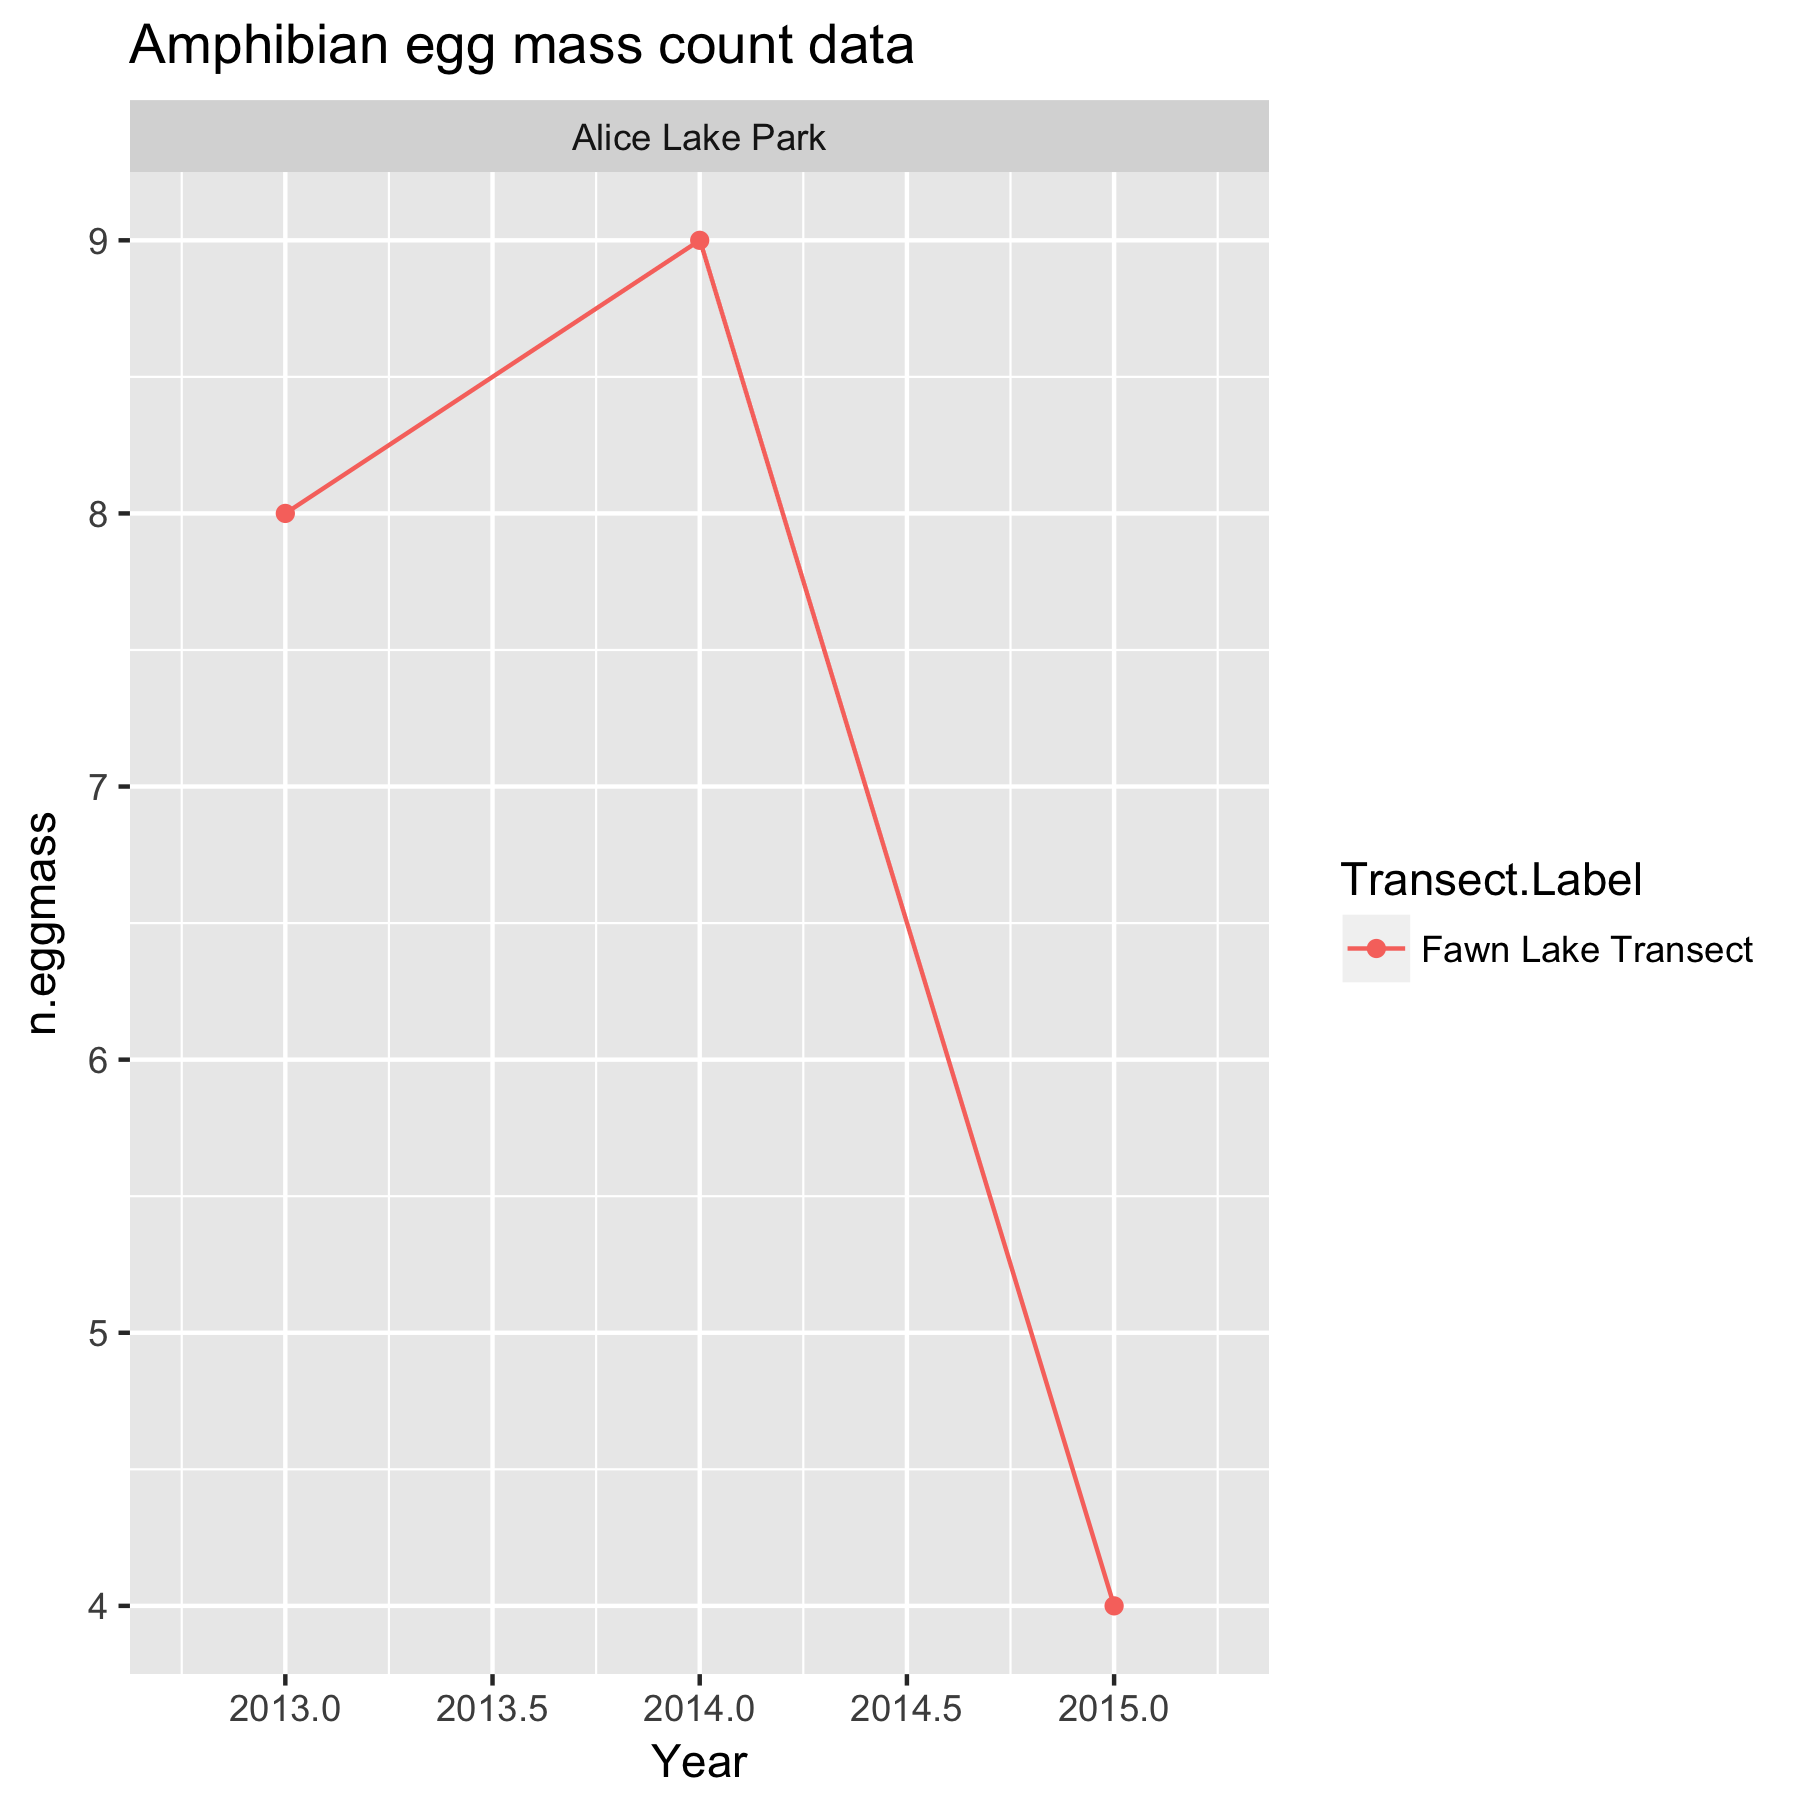 Amphibian egg mass count data
Alice Lake Park
9
8
7
6
5
4
n.eggmass
2013.0 2013.5 2014.0 2014.5 2015.0
Year
Transect.Label
Fawn Lake Transect